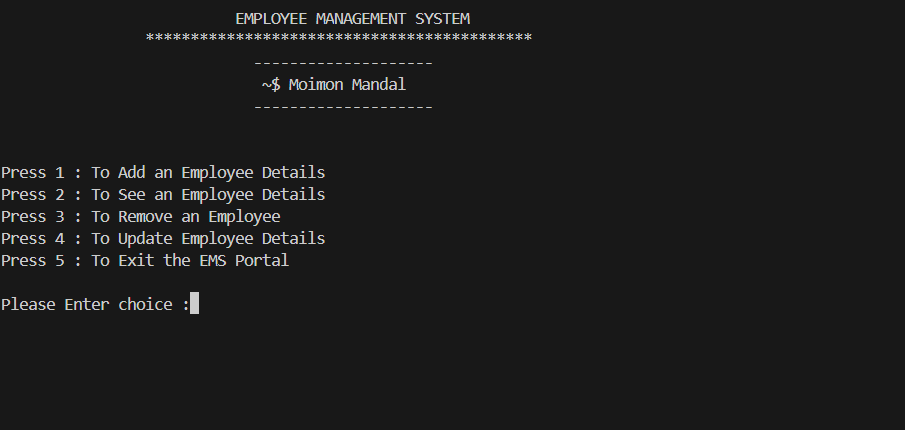 EMPLOYEE MANAGEMENT SYSTEM
*******************************************
--------------------
~$ Moimon Mandal
--------------------
Press 1 : To Add an Employee Details
Press 2 : To See an Employee Details
Press 3 : To Remove an Employee
Press 4 : To Update Employee Details
Press 5 : To Exit the EMS Portal
Please Enter choice :